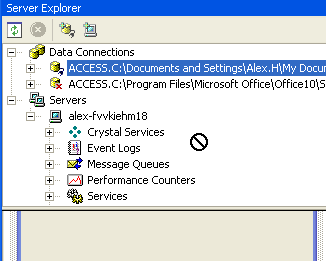 Server Explorer
Data Connections
ACCESS.C:\Documents and Settings\Alex.H\My Docum
ACCESS.C:\Program Files\Microsoft Office\Office10\S
Servers
alex-fvvkiehm18
Crystal Services
Event Logs
Message Queues
Performance Counters
Services